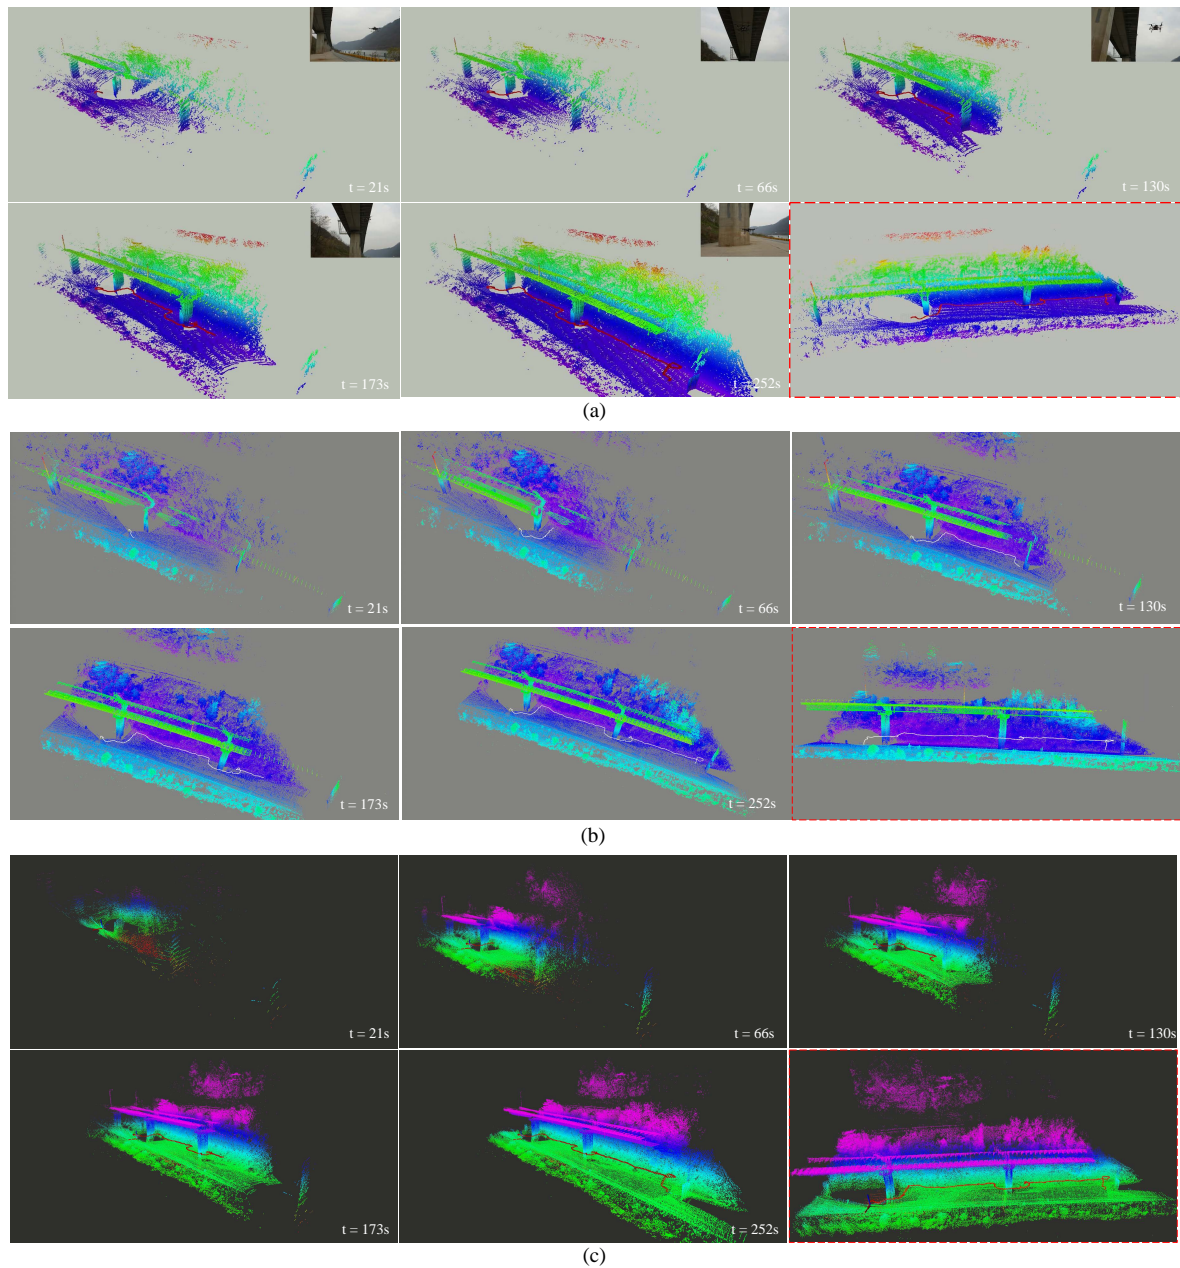 t = 21s
t = 66s
t = 130s
t = 173s
t = 252s
(a)
t = 21s
t = 66s
t = 130s
t = 173s
t = 252s
(b)
t = 21s
t = 66s
t = 130s
t = 173s
t = 252s
(c)